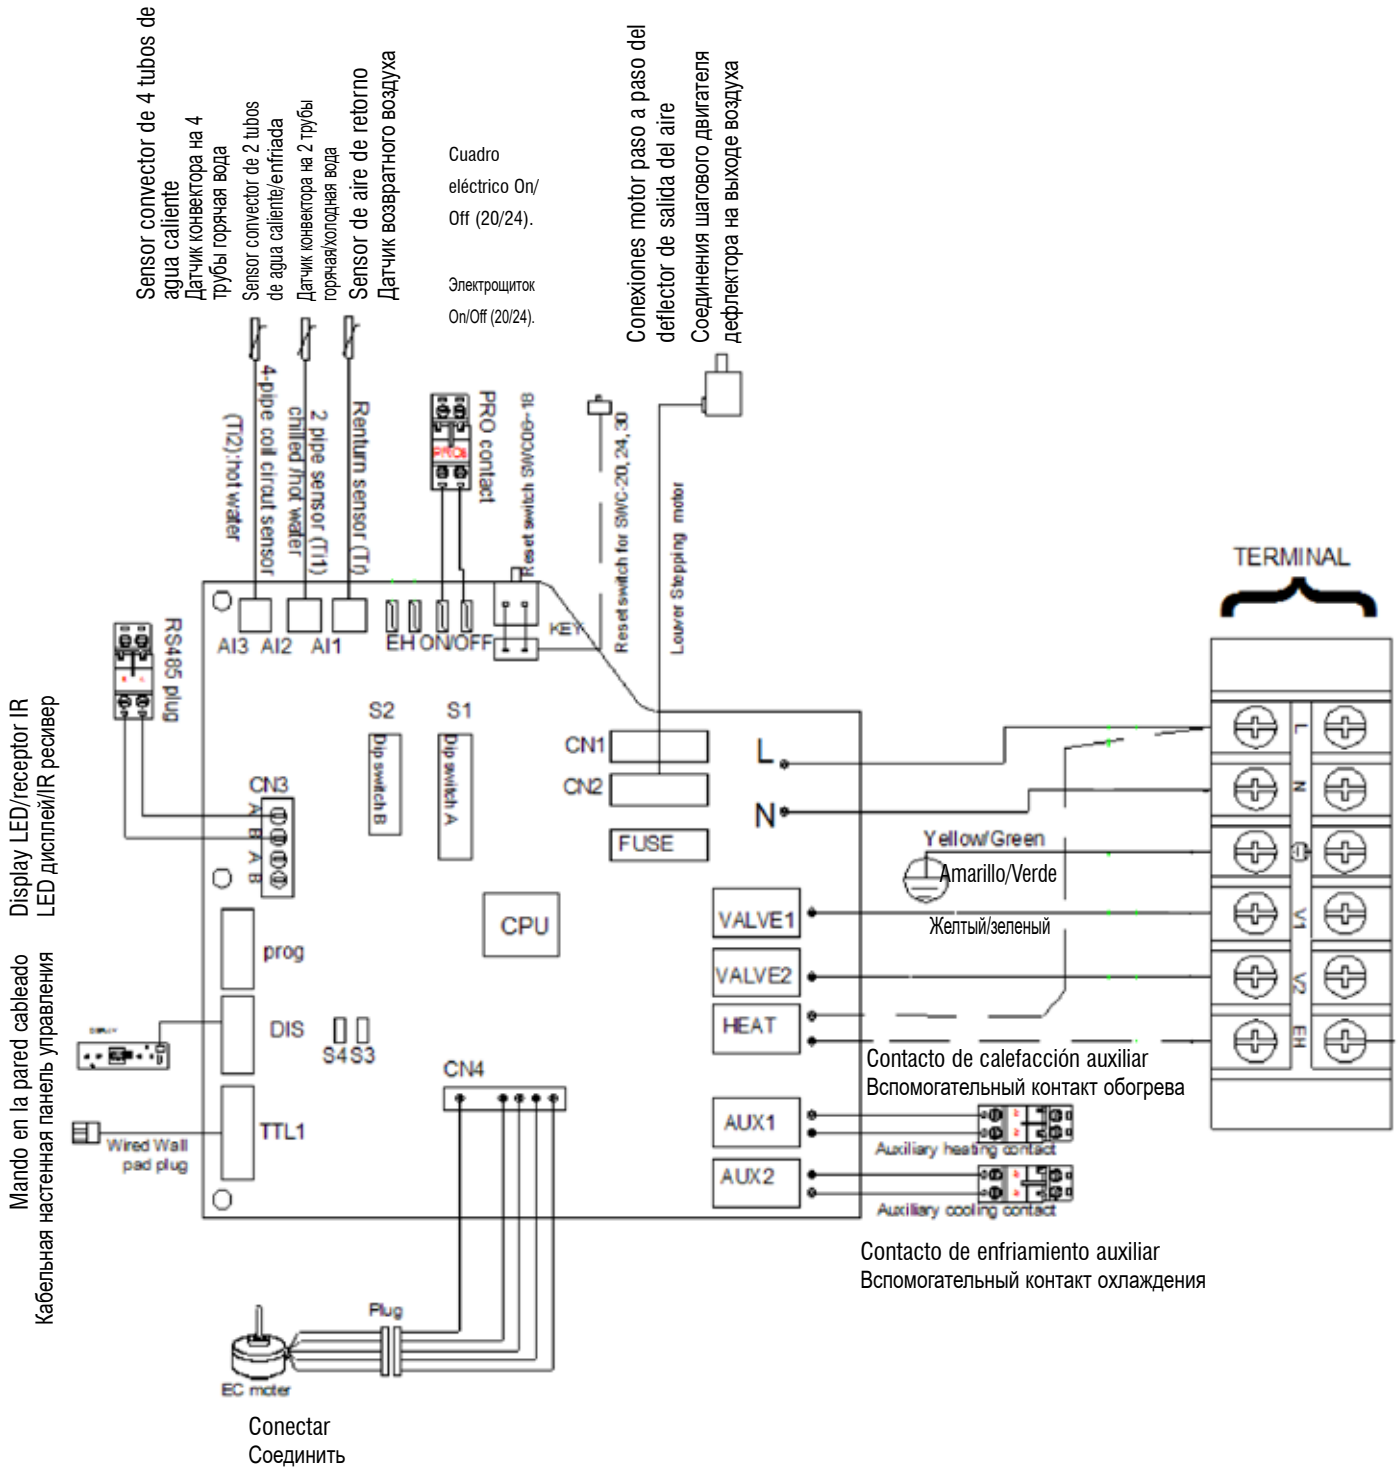 Sensor convector de 4 tubos de
agua caliente
Датчик конвектора на 4
трубы горячая вода
Sensor convector de 2 tubos
de agua caliente/enfriada
Датчик конвектора на 2 трубы
горячая/холодная вода
Sensor de aire de retorno
Датчик возвратного воздуха
Cuadro
eléctrico On/
Off (20/24).
Электрощиток
On/Off (20/24).
Conexiones motor paso a paso del
deflector de salida del aire
Соединения шагового двигателя
дефлектора на выходе воздуха
4-pipe coil circut sensor
(Ti2):hot water
2 pipe sensor (Ti1)
chilled /hot water
Renturn sensor (Tr)
PRO contact
Reset switch SWC06~18
Reset switch for SWC-20, 24, 30
Louver Stepping motor
TERMINAL
RS485 plug
AI3 AI2 AI1
EH ON/OFF
KEY
S2
S1
Dip switch B
Dip switch A
CN1
CN2
FUSE
L
N
CN3
A
B
A
B
CPU
prog
DIS
S4 S3
CN4
TTL1
VALVE1
VALVE2
HEAT
AUX1
AUX2
Yellow/Green
Amarillo/Verde
Желтый/зеленый
L
N
V1
V2
EH
Contacto de calefacción auxiliar
Вспомогательный контакт обогрева
Auxiliary heating contact
Auxiliary cooling contact
Contacto de enfriamiento auxiliar
Вспомогательный контакт охлаждения
Display LED/receptor IR
LED дисплей/IR ресивер
Mando en la pared cableado
Кабельная настенная панель управления
DISPLAY
Wired Wall
pad plug
Plug
EC moter
Conectar
Соединить